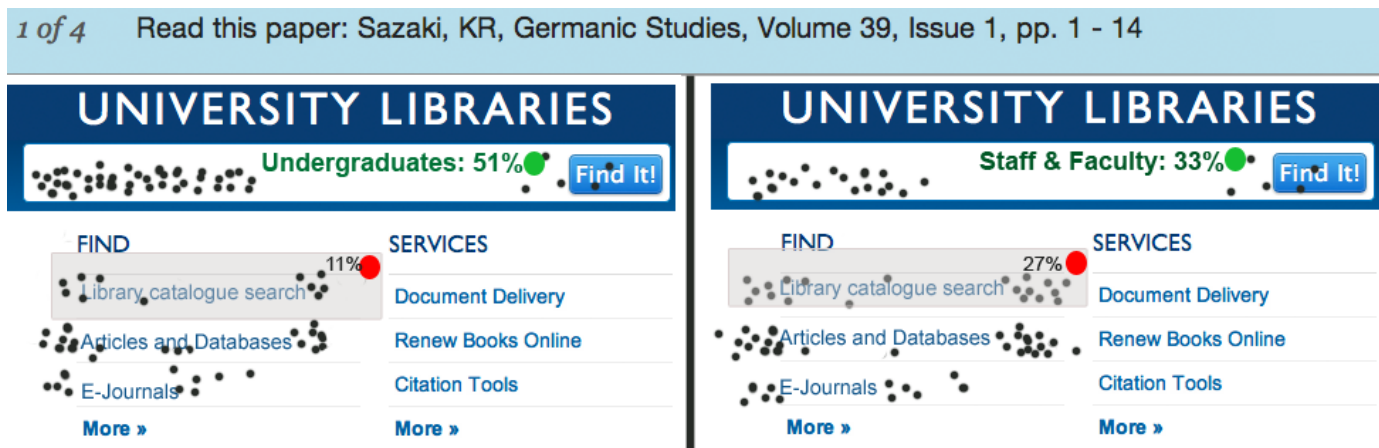 1 of 4 Read this paper: Sazaki, KR, Germanic Studies, Volume 39, Issue 1, pp. 1 - 14
UNIVERSITY LIBRARIES
Undergraduates: 51%
Find It!
FIND
SERVICES
11%
Library catalogue search
Document Delivery
Articles and Databases
Renew Books Online
E-Journals
Citation Tools
More »
More »
UNIVERSITY LIBRARIES
Staff & Faculty: 33%
Find It!
FIND
SERVICES
27%
Library catalogue search
Document Delivery
Articles and Databases
Renew Books Online
E-Journals
Citation Tools
More »
More »